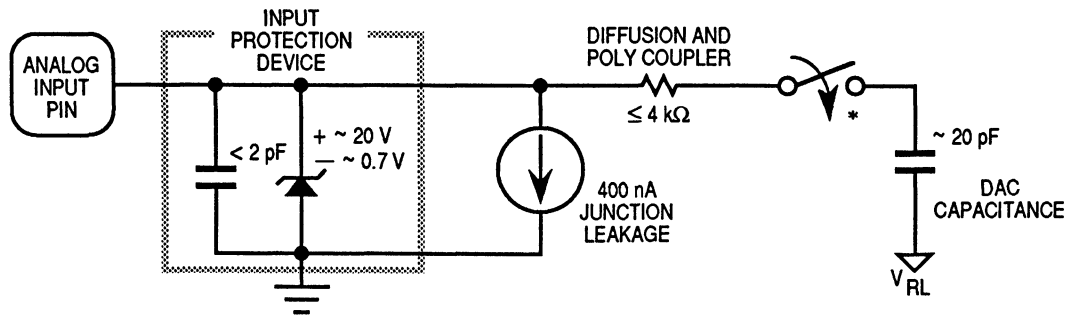 INPUT
PROTECTION
DEVICE
ANALOG
INPUT
PIN
< 2 pF
+ ~ 20 V
− ~ 0.7 V
400 nA
JUNCTION
LEAKAGE
DIFFUSION AND
POLY COUPLER
≤ 4 kΩ
*
~ 20 pF
DAC
CAPACITANCE
VRL